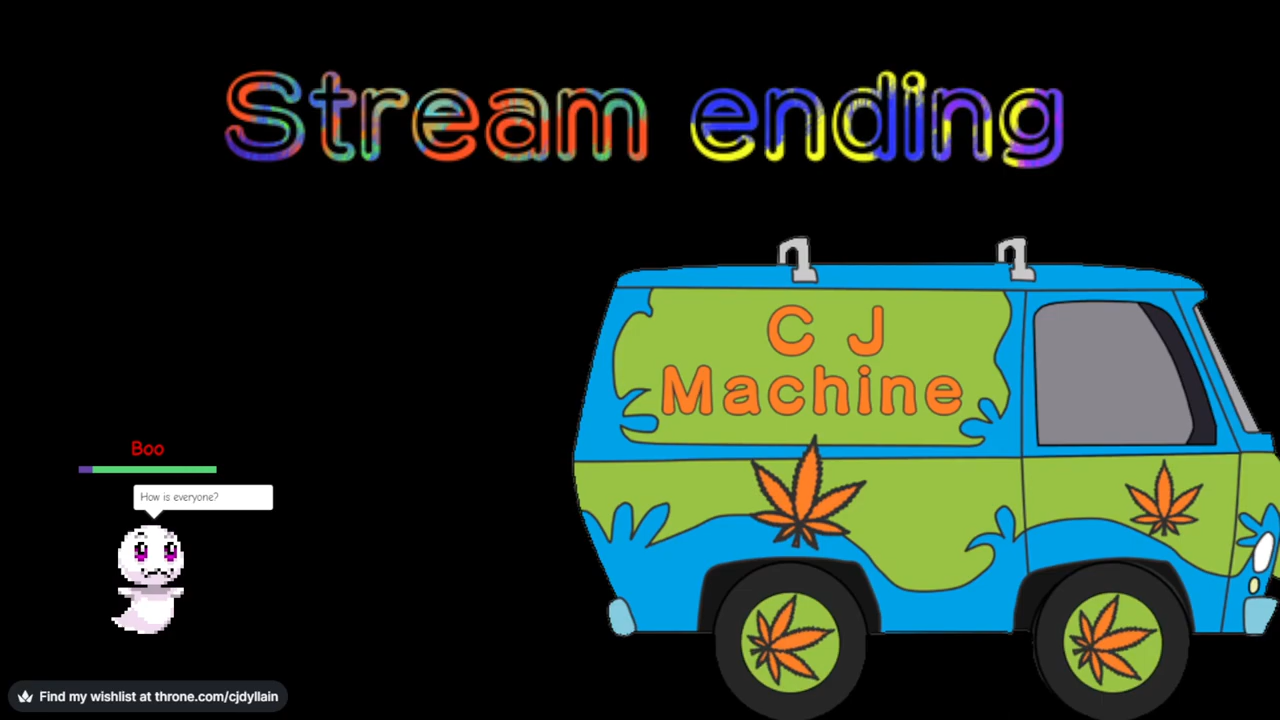 Stream ending
C J
Machine
Boo
How is everyone?
Find my wishlist at throne.com/cjdyllain